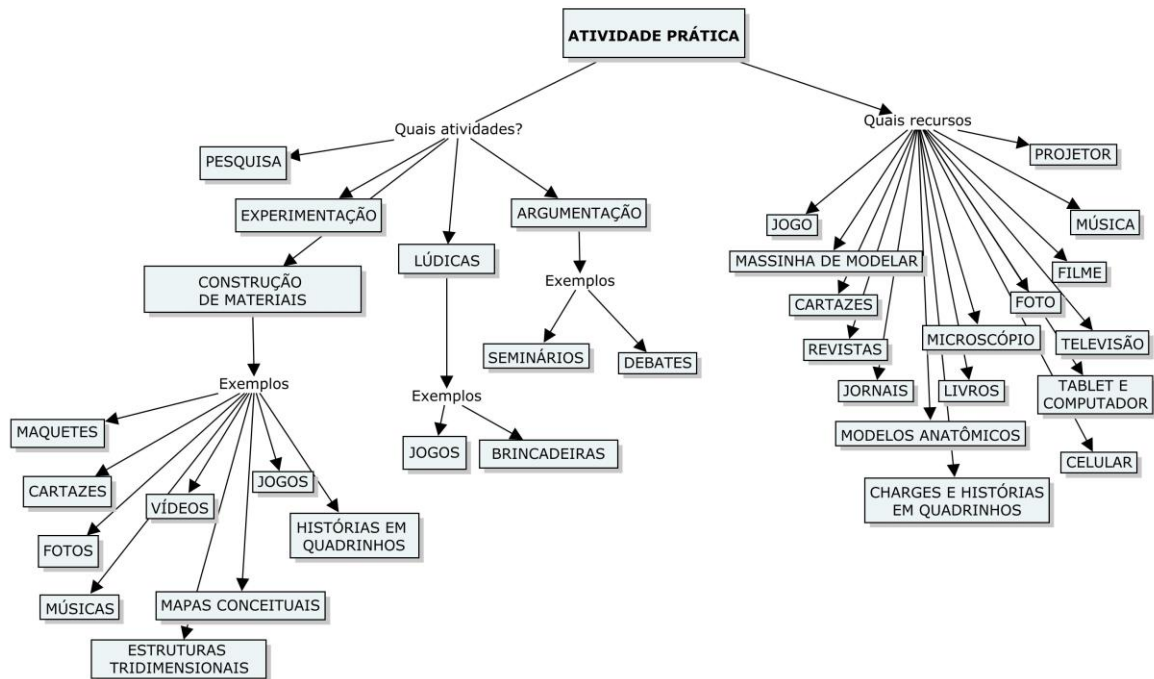 ATIVIDADE PRÁTICA
Quais atividades?
Quais recursos
PESQUISA
PROJETOR
EXPERIMENTAÇÃO
ARGUMENTAÇÃO
JOGO
MÚSICA
LÚDICAS
MASSINHA DE MODELAR
FILME
CONSTRUÇÃO
DE MATERIAIS
Exemplos
CARTAZES
FOTO
SEMINÁRIOS
DEBATES
REVISTAS
MICROSCÓPIO
TELEVISÃO
Exemplos
Exemplos
JORNAIS
LIVROS
TABLET E
COMPUTADOR
MAQUETES
JOGOS
BRINCADEIRAS
MODELOS ANATÔMICOS
CELULAR
CARTAZES
VÍDEOS
JOGOS
CHARGES E HISTÓRIAS
EM QUADRINHOS
FOTOS
HISTÓRIAS EM
QUADRINHOS
MÚSICAS
MAPAS CONCEITUAIS
ESTRUTURAS
TRIDIMENSIONAIS